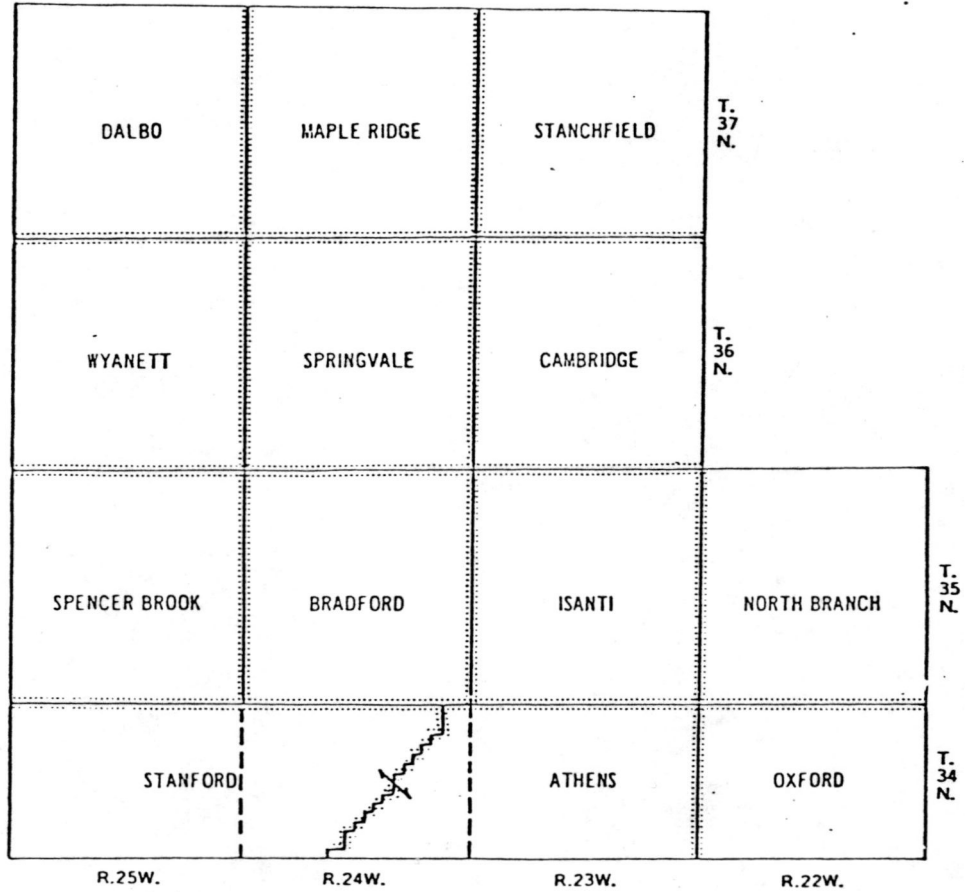 DALBO
MAPLE RIDGE
STANCHFIELD
T.
37
N.
WYANETT
SPRINGVALE
CAMBRIDGE
T.
36
N.
SPENCER BROOK
BRADFORD
ISANTI
NORTH BRANCH
T.
35
N.
STANFORD
ATHENS
OXFORD
T.
34
N.
R.25W.
R.24W.
R.23W.
R.22W.